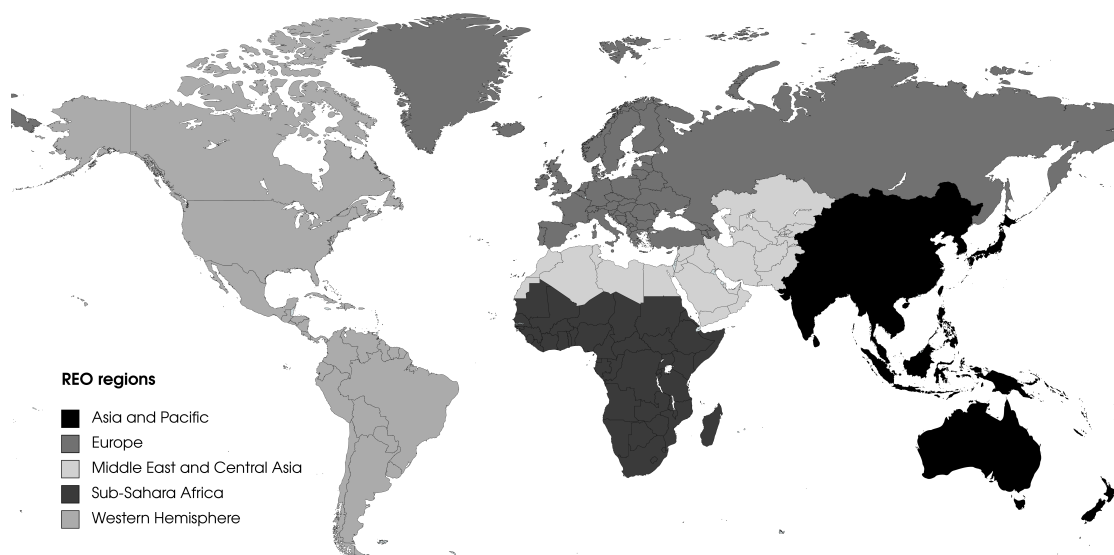 REO regions
Asia and Pacific
Europe
Middle East and Central Asia
Sub-Sahara Africa
Western Hemisphere